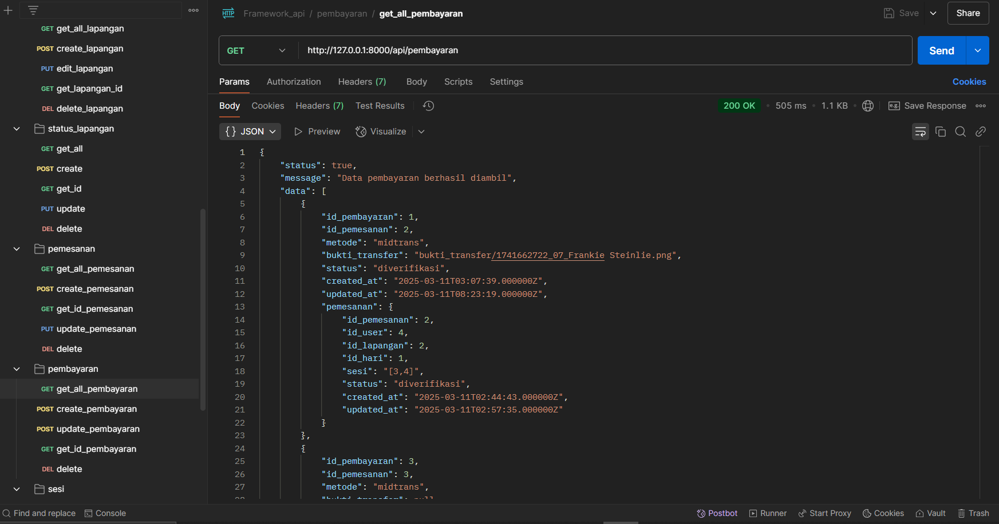 GET get_all_lapangan
POST create_lapangan
PUT edit_lapangan
GET get_lapangan_id
DEL delete_lapangan
status_lapangan
GET get_all
POST create
GET get_id
PUT update
DEL delete
pemesanan
GET get_all_pemesanan
POST create_pemesanan
GET get_id_pemesanan
PUT update_pemesanan
DEL delete
pembayaran
GET get_all_pembayaran
POST create_pembayaran
POST update_pembayaran
GET get_id_pembayaran
DEL delete
sesi
HTTP Framework_api / pembayaran / get_all_pembayaran
Save
Share
GET http://127.0.0.1:8000/api/pembayaran
Send
Params Authorization Headers (7) Body Scripts Settings Cookies
Body Cookies Headers (7) Test Results
200 OK • 505 ms • 1.1 KB • e.g. Save Response
{} JSON Preview Visualize
1 {
2 "status": true,
3 "message": "Data pembayaran berhasil diambil",
4 "data": [
5 {
6 "id_pembayaran": 1,
7 "id_pemesanan": 2,
8 "metode": "midtrans",
9 "bukti_transfer": "bukti_transfer/1741662722_07_Frankie Steinlie.png",
10 "status": "diverifikasi",
11 "created_at": "2025-03-11T03:07:39.000000Z",
12 "updated_at": "2025-03-11T08:23:19.000000Z",
13 "pemesanan": {
14 "id_pemesanan": 2,
15 "id_user": 4,
16 "id_lapangan": 2,
17 "id_hari": 1,
18 "sesi": "[3,4]",
19 "status": "diverifikasi",
20 "created_at": "2025-03-11T02:44:43.000000Z",
21 "updated_at": "2025-03-11T02:57:35.000000Z"
22 }
23 },
24 {
25 "id_pembayaran": 3,
26 "id_pemesanan": 3,
27 "metode": "midtrans",
28 "bukti_transfer": null
Find and replace Console
Postbot Runner Start Proxy Cookies Vault Trash